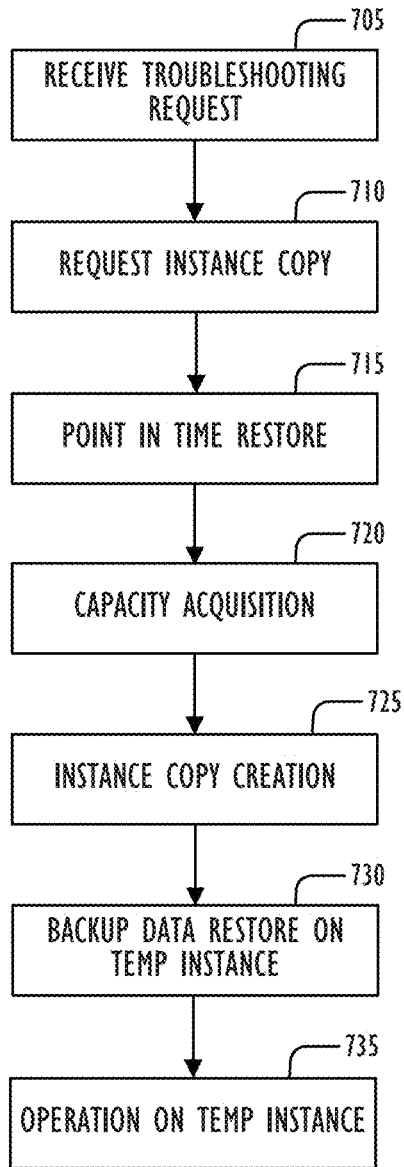 705
RECEIVE TROUBLESHOOTING
REQUEST
710
REQUEST INSTANCE COPY
715
POINT IN TIME RESTORE
720
CAPACITY ACQUISITION
725
INSTANCE COPY CREATION
730
BACKUP DATA RESTORE ON
TEMP INSTANCE
735
OPERATION ON TEMP INSTANCE